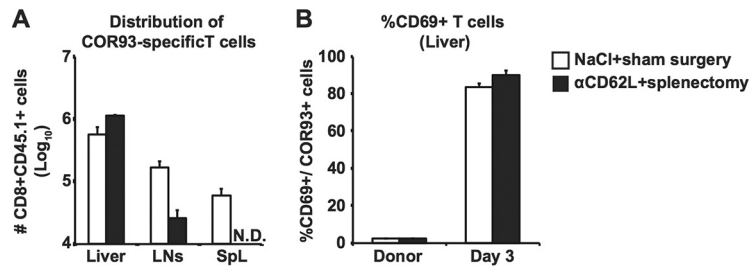 A
Distribution of
COR93-specificT cells
# CD8+CD45.1+ cells
(Log10)
7
6
5
4
N.D.
Liver
LNs
SpL
B
%CD69+ T cells
(Liver)
%CD69+/ COR93+ cells
100
80
60
40
20
0
Donor
Day 3
NaCl+sham surgery
αCD62L+splenectomy